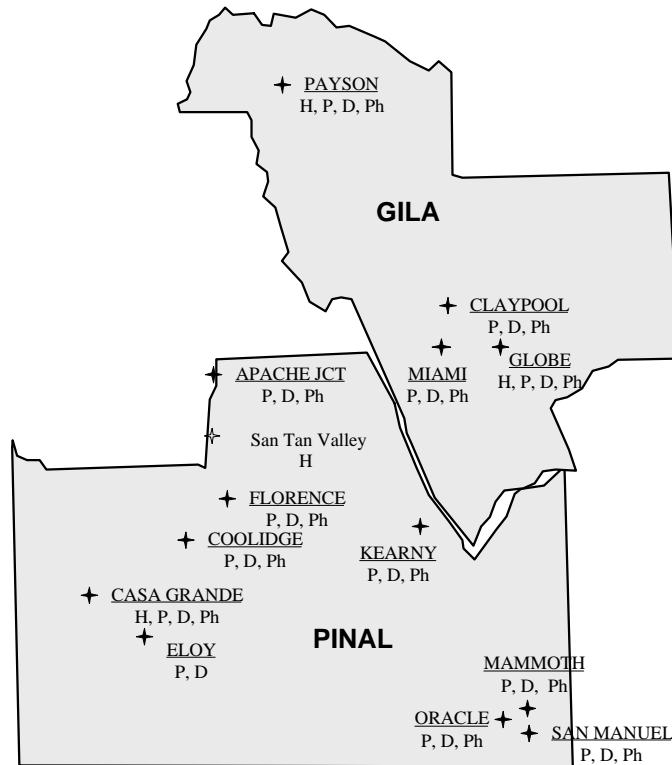 PAYSON
H, P, D, Ph
GILA
CLAYPOOL
P, D, Ph
MIAMI
P, D, Ph
GLOBE
H, P, D, Ph
APACHE JCT
P, D, Ph
San Tan Valley
H
FLORENCE
P, D, Ph
COOLIDGE
P, D, Ph
KEARNY
P, D, Ph
CASA GRANDE
H, P, D, Ph
PINAL
ELOY
P, D
MAMMOTH
P, D, Ph
ORACLE
P, D, Ph
SAN MANUEL
P, D, Ph